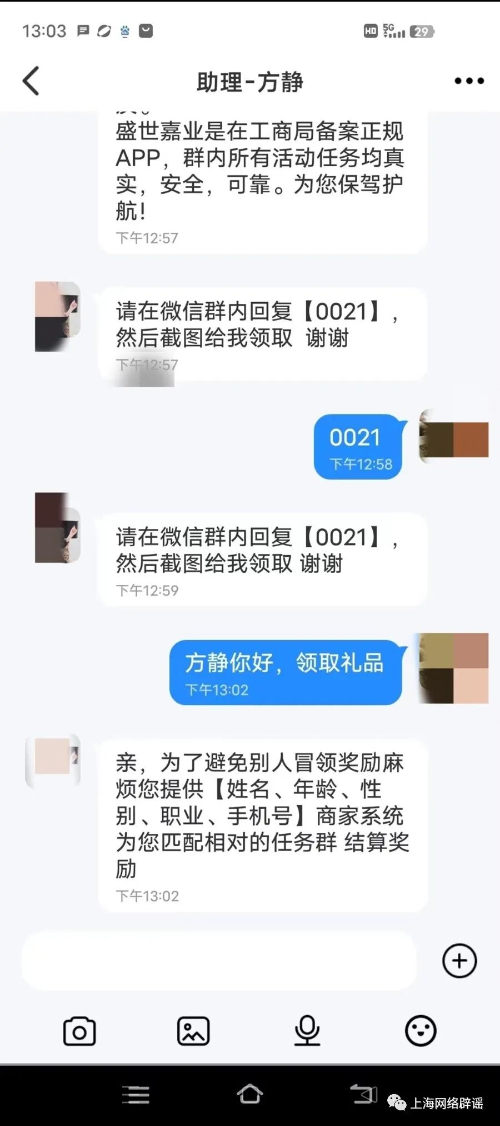 13:03
HD 5G 29
助理-方静
盛世嘉业是在工商局备案正规
APP，群内所有活动任务均真
实，安全，可靠。为您保驾护
航！
下午12:57
请在微信群内回复【0021】，
然后截图给我领取 谢谢
下午12:57
0021
下午12:58
请在微信群内回复【0021】，
然后截图给我领取 谢谢
下午12:59
方静你好，领取礼品
下午13:02
亲，为了避免别人冒领奖励麻
烦您提供【姓名、年龄、性
别、职业、手机号】商家系统
为您匹配相对的任务群 结算奖
励
下午13:02
上海网络辟谣